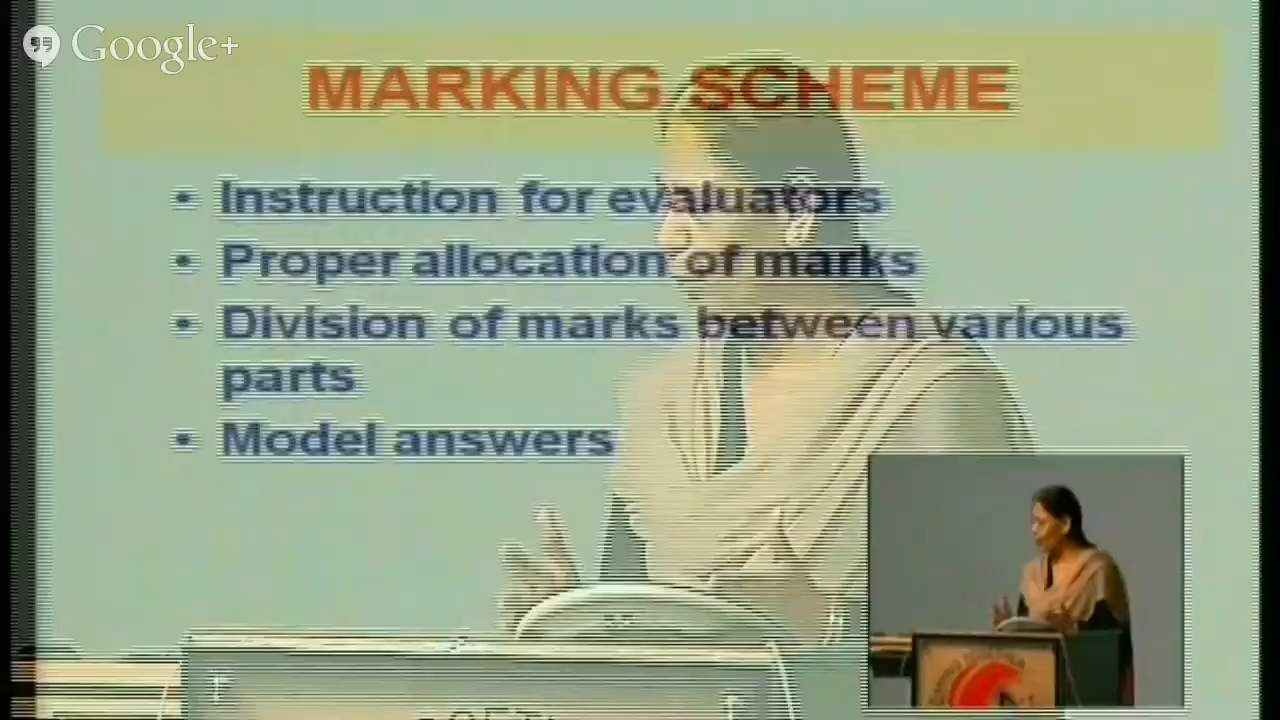 Google+
MARKING SCHEME
• Instruction for evaluators
• Proper allocation of marks
• Division of marks between various
parts
• Model answers